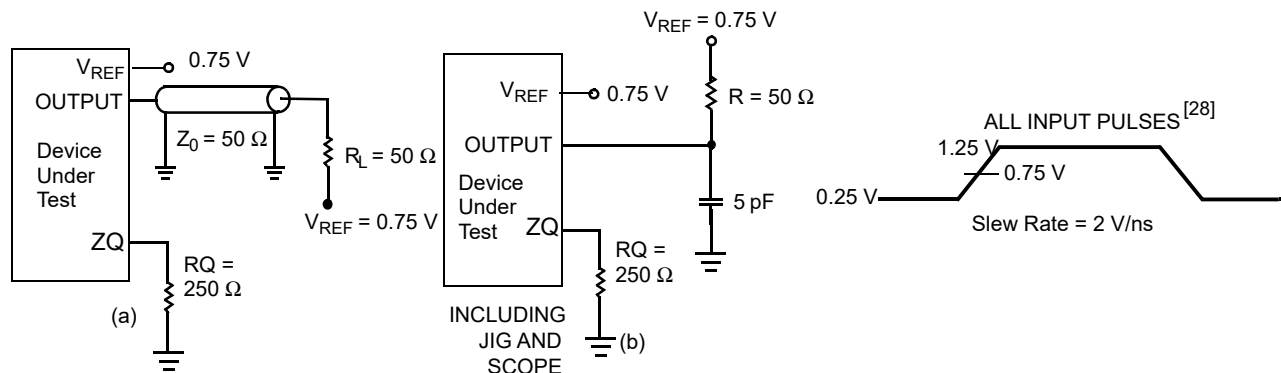 V_REF 0.75 V
OUTPUT
Z_0 = 50 Ω
Device
Under
Test
R_L = 50 Ω
V_REF = 0.75 V
ZQ
RQ =
250 Ω
(a)
V_REF = 0.75 V
V_REF 0.75 V
R = 50 Ω
OUTPUT
Device
Under
Test
5 pF
ZQ
RQ =
250 Ω
INCLUDING
JIG AND
SCOPE
(b)
ALL INPUT PULSES [28]
1.25 V
0.75 V
0.25 V
Slew Rate = 2 V/ns